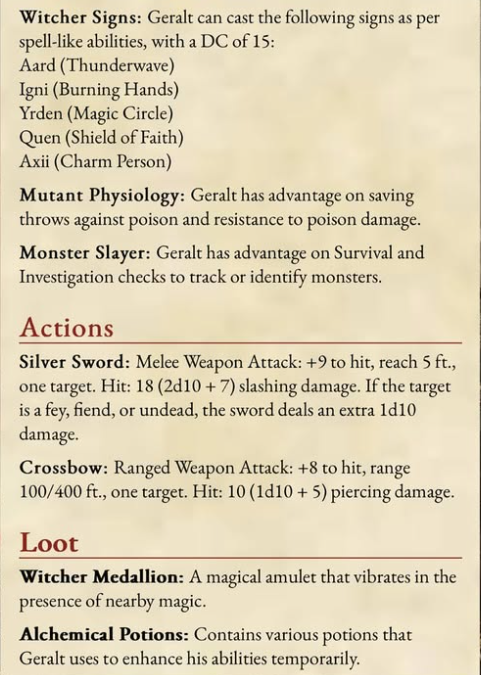 Witcher Signs: Geralt can cast the following signs as per
spell-like abilities, with a DC of 15:
Aard (Thunderwave)
Igni (Burning Hands)
Yrden (Magic Circle)
Quen (Shield of Faith)
Axii (Charm Person)
Mutant Physiology: Geralt has advantage on saving
throws against poison and resistance to poison damage.
Monster Slayer: Geralt has advantage on Survival and
Investigation checks to track or identify monsters.
Actions
Silver Sword: Melee Weapon Attack: +9 to hit, reach 5 ft.,
one target. Hit: 18 (2d10 + 7) slashing damage. If the target
is a fey, fiend, or undead, the sword deals an extra 1d10
damage.
Crossbow: Ranged Weapon Attack: +8 to hit, range
100/400 ft., one target. Hit: 10 (1d10 + 5) piercing damage.
Loot
Witcher Medallion: A magical amulet that vibrates in the
presence of nearby magic.
Alchemical Potions: Contains various potions that
Geralt uses to enhance his abilities temporarily.